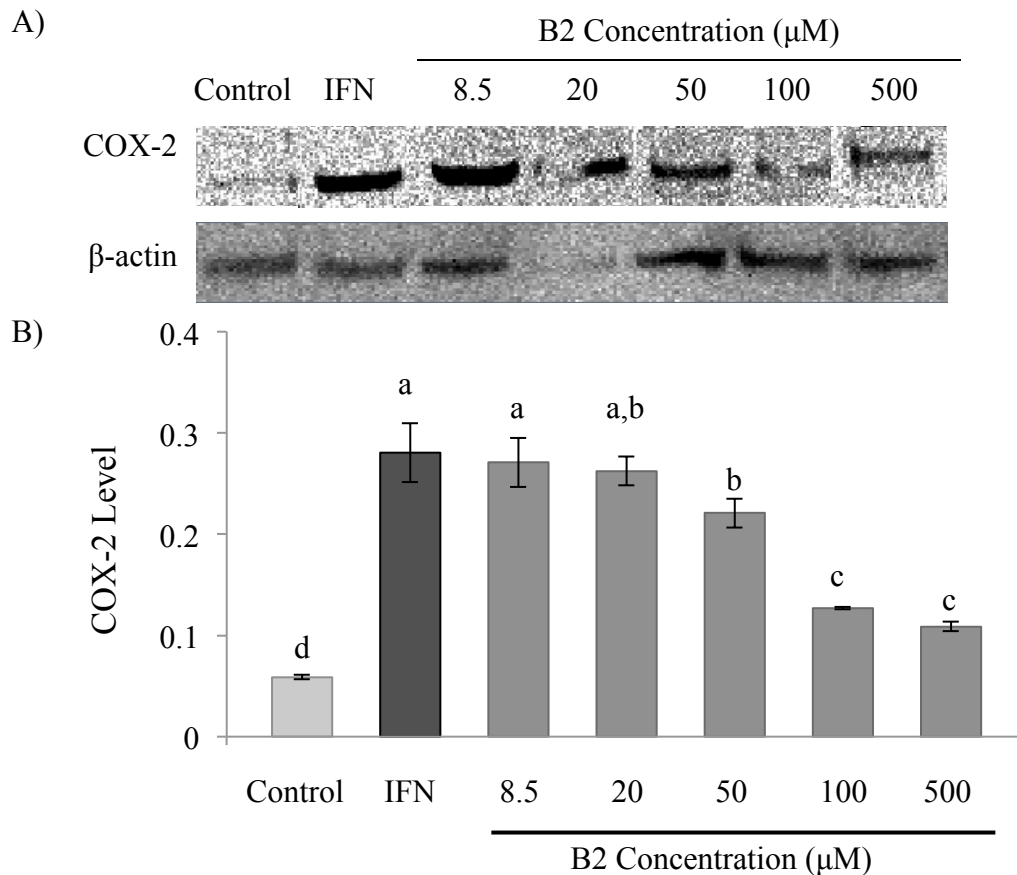 A)
B2 Concentration (μM)
Control IFN 8.5 20 50 100 500
COX-2
β-actin
B)
0.4
0.3
0.2
0.1
0
COX-2 Level
d a a a,b b c c
Control IFN 8.5 20 50 100 500
B2 Concentration (μM)